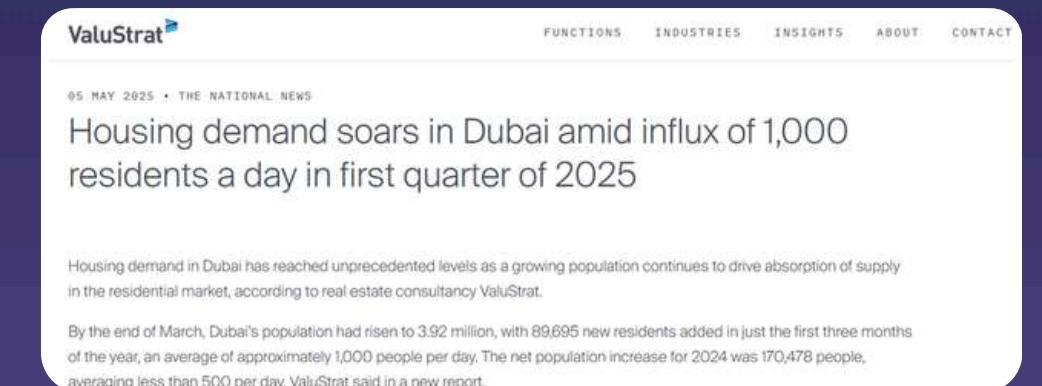 ValuStrat
FUNCTIONS INDUSTRIES INSIGHTS ABOUT CONTACT
05 MAY 2025 • THE NATIONAL NEWS
Housing demand soars in Dubai amid influx of 1,000
residents a day in first quarter of 2025
Housing demand in Dubai has reached unprecedented levels as a growing population continues to drive absorption of supply
in the residential market, according to real estate consultancy ValuStrat.
By the end of March, Dubai's population had risen to 3.92 million, with 89,695 new residents added in just the first three months
of the year, an average of approximately 1,000 people per day. The net population increase for 2024 was 170,478 people,
averaging less than 500 per day, ValuStrat said in a new report.